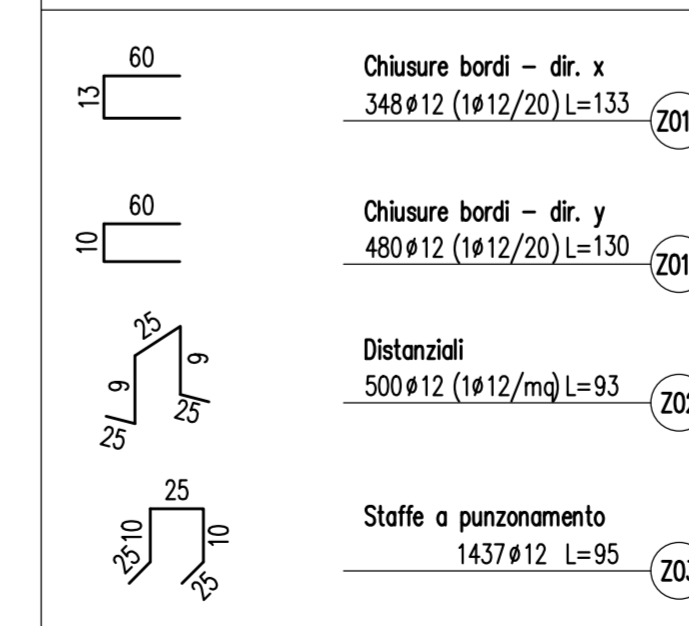 60
13
Chiusure bordi – dir. x
348ø12 (1ø12/20) L=133
Z01
60
10
Chiusure bordi – dir. y
480ø12 (1ø12/20) L=130
Z01
25
9
9
25
25
Distanziali
500ø12 (1ø12/mq) L=93
Z02
25
10
10
25
25
Staffe a punzonamento
1437ø12 L=95
Z03